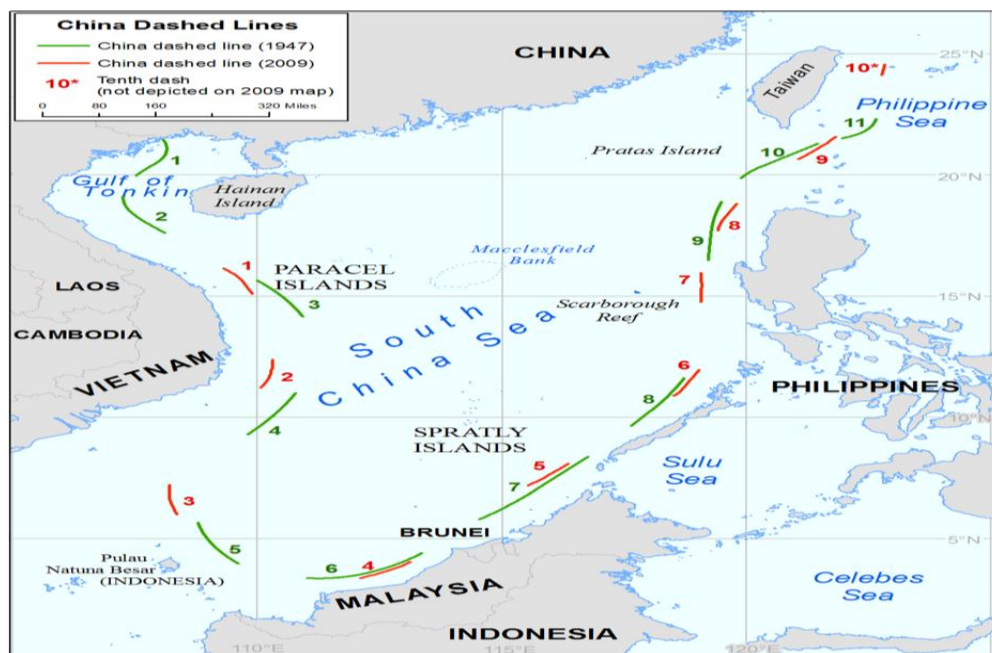 China Dashed Lines
China dashed line (1947)
China dashed line (2009)
10* Tenth dash
(not depicted on 2009 map)
0 80 160 320 Miles
CHINA
25°N
Taiwan
10*
Philippine
Sea
11
10
9
Pratas Island
1
Gulf of
Tonkin
Hainan
Island
20°N
2
8
9
Macclesfield
Bank
1
PARACEL
ISLANDS
3
7
LAOS
Scarborough
Reef
15°N
CAMBODIA
South
China Sea
VIETNAM
2
6
8
PHILIPPINES
4
10°N
SPRATLY
ISLANDS
5
7
Sulu
Sea
3
5
BRUNEI
5°N
Pulau
Natuna Besar
(INDONESIA)
6
4
MALAYSIA
Celebes
Sea
INDONESIA
110°E
115°E
120°E